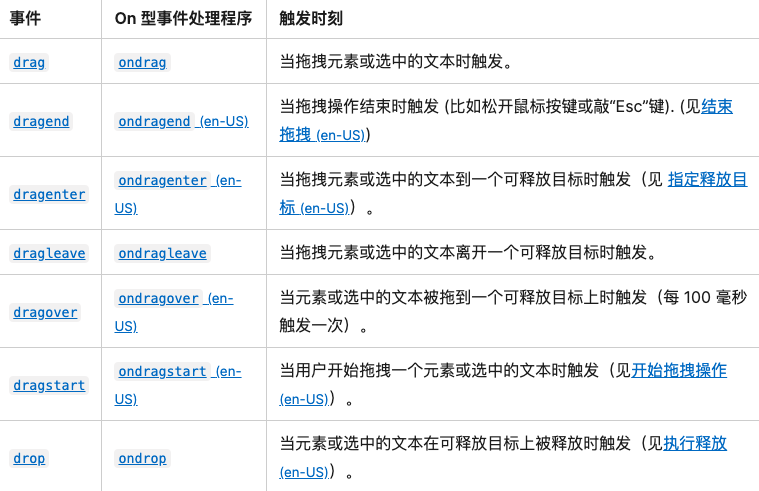 事件 On 型事件处理程序 触发时刻
drag ondrag 当拖拽元素或选中的文本时触发。
dragend ondragend (en-US) 当拖拽操作结束时触发 (比如松开鼠标按键或敲“Esc”键). (见结束
拖拽 (en-US))
dragenter ondragenter (en-
US) 当拖拽元素或选中的文本到一个可释放目标时触发（见 指定释放目
标 (en-US)）。
dragleave ondragleave 当拖拽元素或选中的文本离开一个可释放目标时触发。
dragover ondragover (en-
US) 当元素或选中的文本被拖到一个可释放目标上时触发（每 100 毫秒
触发一次）。
dragstart ondragstart (en-
US) 当用户开始拖拽一个元素或选中的文本时触发（见开始拖拽操作
(en-US)）。
drop ondrop 当元素或选中的文本在可释放目标上被释放时触发（见执行释放
(en-US)）。